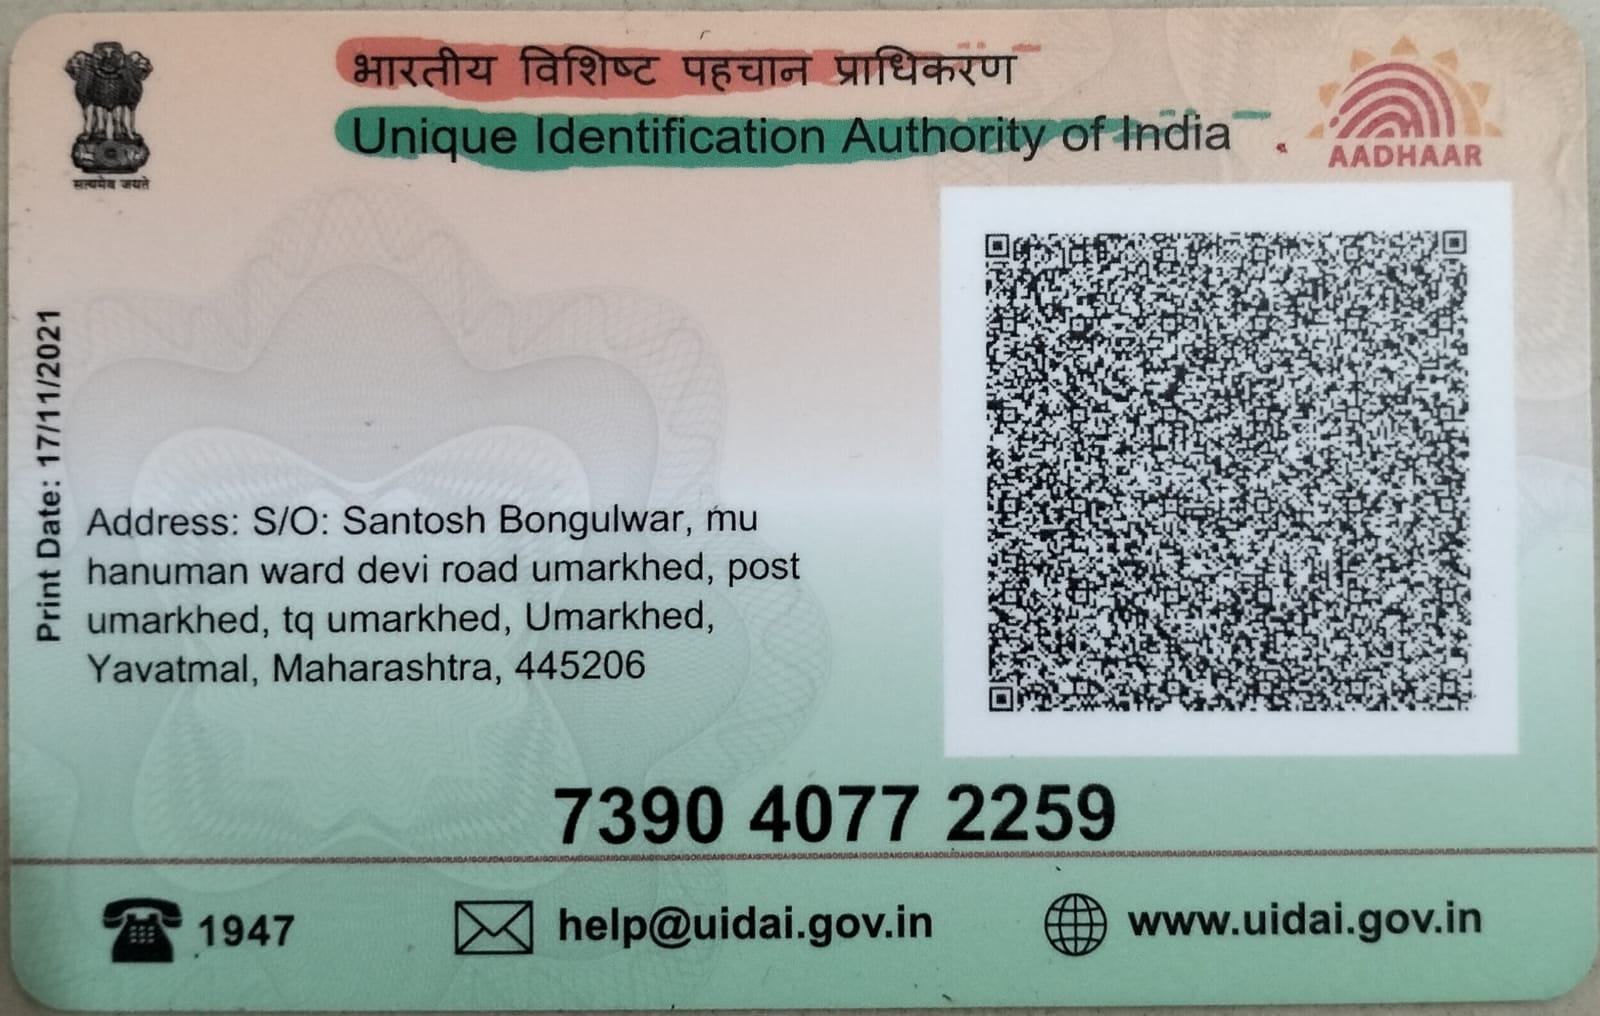 भारतीय विशिष्ट पहचान प्राधिकरण
Unique Identification Authority of India
AADHAAR
सत्यमेव जयते
Print Date: 17/11/2021
Address: S/O: Santosh Bongulwar, mu
hanuman ward devi road umarkhed, post
umarkhed, tq umarkhed, Umarkhed,
Yavatmal, Maharashtra, 445206
7390 4077 2259
1947
help@uidai.gov.in
www.uidai.gov.in